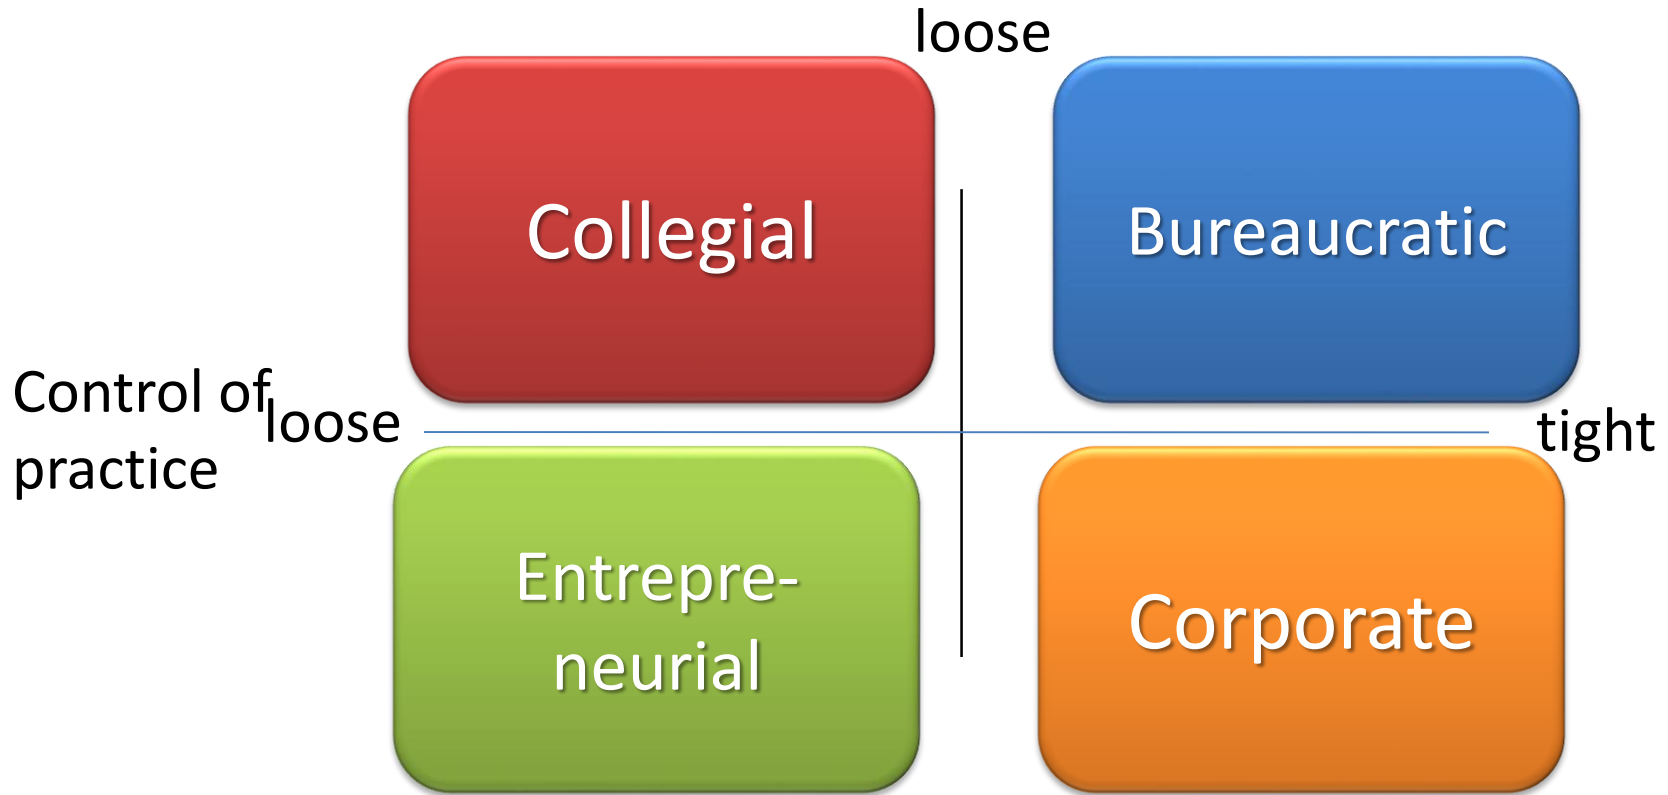 loose
Collegial
Bureaucratic
Control of
practice
loose
tight
Entrepre-
neurial
Corporate